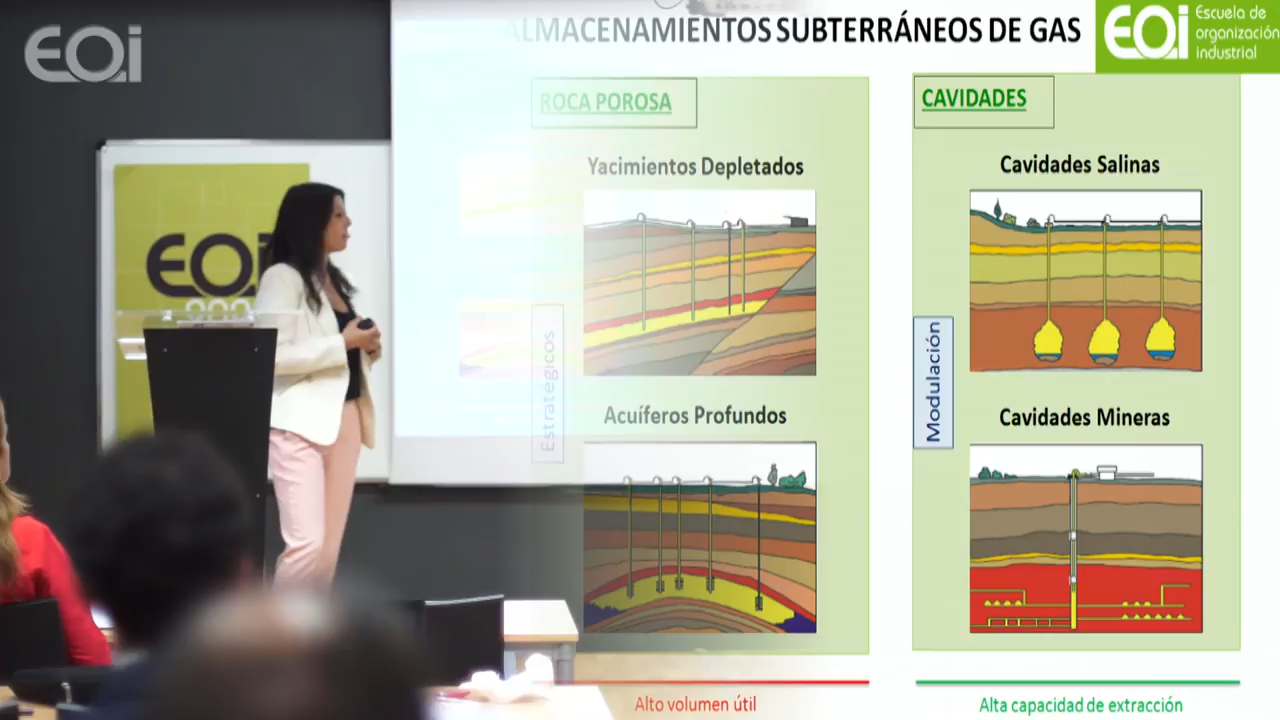 EOi
ALMACENAMIENTOS SUBTERRÁNEOS DE GAS
EOi
Escuela de
organización
industrial
ROCA POROSA
CAVIDADES
Yacimientos Depletados
Cavidades Salinas
EOi
Estratégicos
Modulación
Acuíferos Profundos
Cavidades Mineras
Alto volumen útil
Alta capacidad de extracción